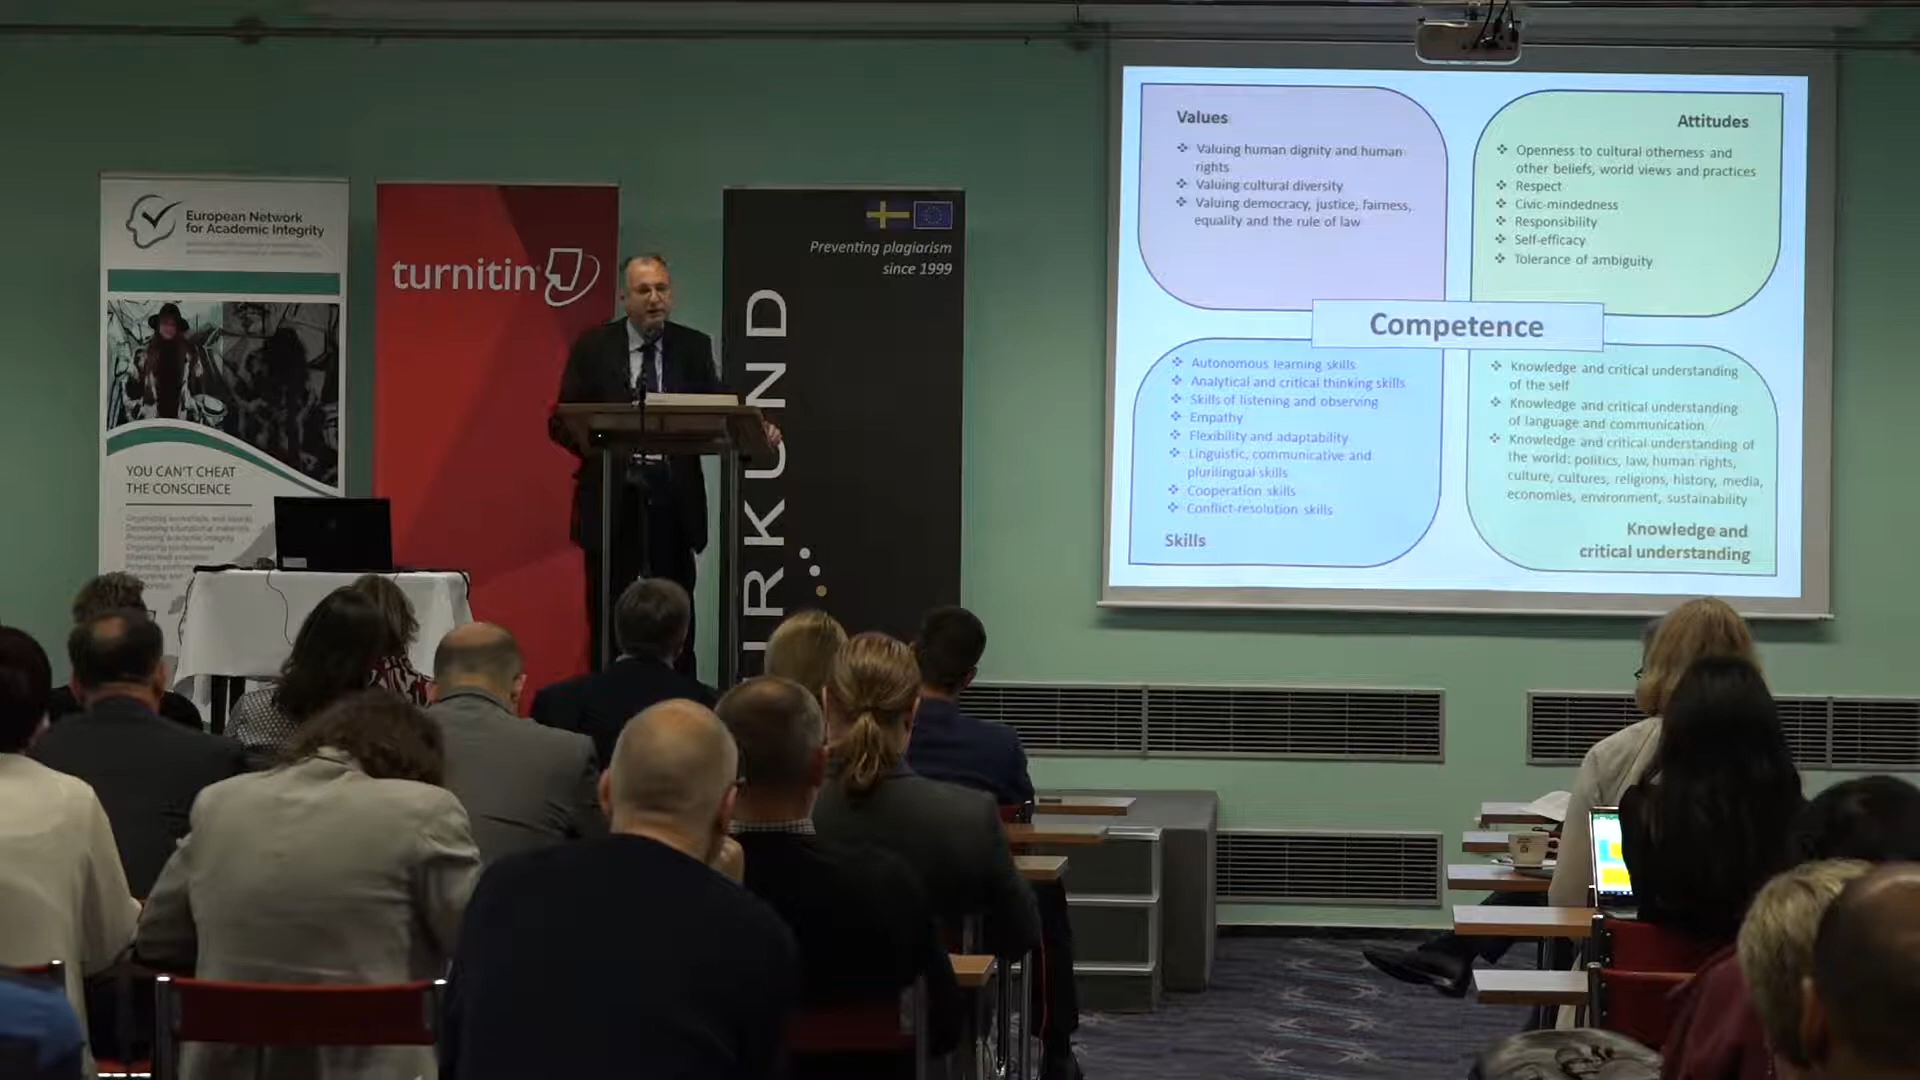 European Network
for Academic Integrity
YOU CAN'T CHEAT
THE CONSCIENCE
turnitin
Preventing plagiarism
since 1999
URKUND
Values
Valuing human dignity and human
rights
Valuing cultural diversity
Valuing democracy, justice, fairness,
equality and the rule of law
Attitudes
Openness to cultural otherness and
other beliefs, world views and practices
Respect
Civic-mindedness
Responsibility
Self-efficacy
Tolerance of ambiguity
Competence
Autonomous learning skills
Analytical and critical thinking skills
Skills of listening and observing
Empathy
Flexibility and adaptability
Linguistic, communicative and
plurilingual skills
Cooperation skills
Conflict-resolution skills
Skills
Knowledge and critical understanding
of the self
Knowledge and critical understanding
of language and communication
Knowledge and critical understanding of
the world: politics, law, human rights,
culture, cultures, religions, history, media,
economies, environment, sustainability
Knowledge and
critical understanding